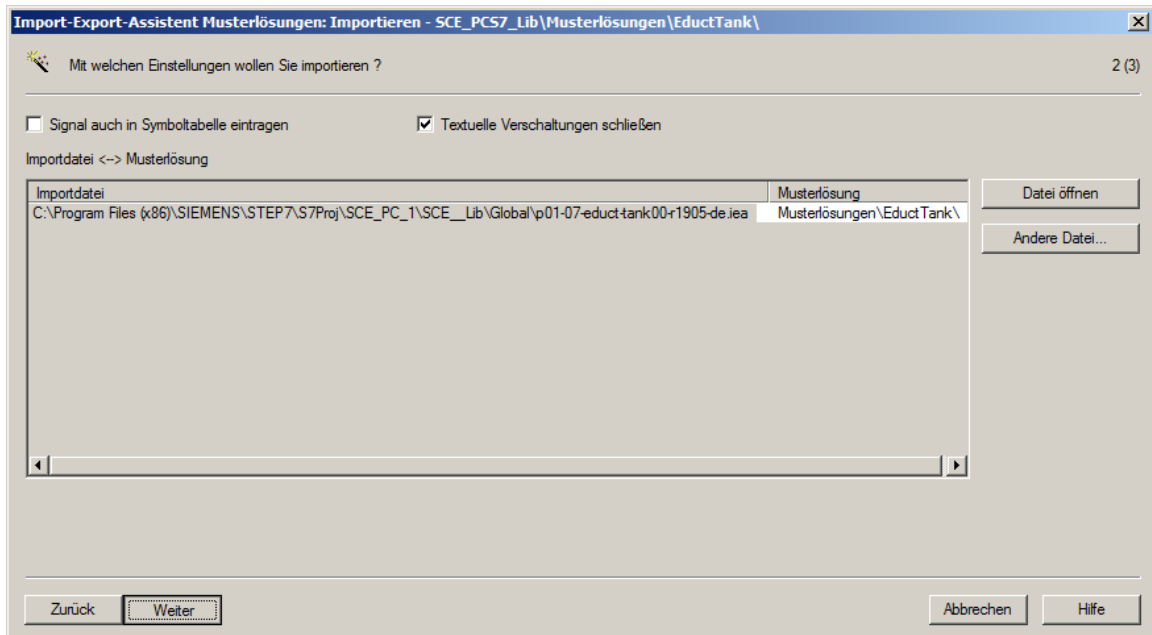 Import-Export-Assistent Musterlösungen: Importieren - SCE_PCS7_Lib\Musterlösungen\EductTank\
Mit welchen Einstellungen wollen Sie importieren ?
2 (3)
Signal auch in Symboltabelle eintragen
Textuelle Verschaltungen schließen
Importdatei <--> Musterlösung
Importdatei
Musterlösung
C:\Program Files (x86)\SIEMENS\STEP7\S7Proj\SCE_PC_1\SCE__Lib\Global\p01-07-educt-tank00-r1905-de.iea
Musterlösungen\EductTank\
Datei öffnen
Andere Datei...
Zurück
Weiter
Abbrechen
Hilfe